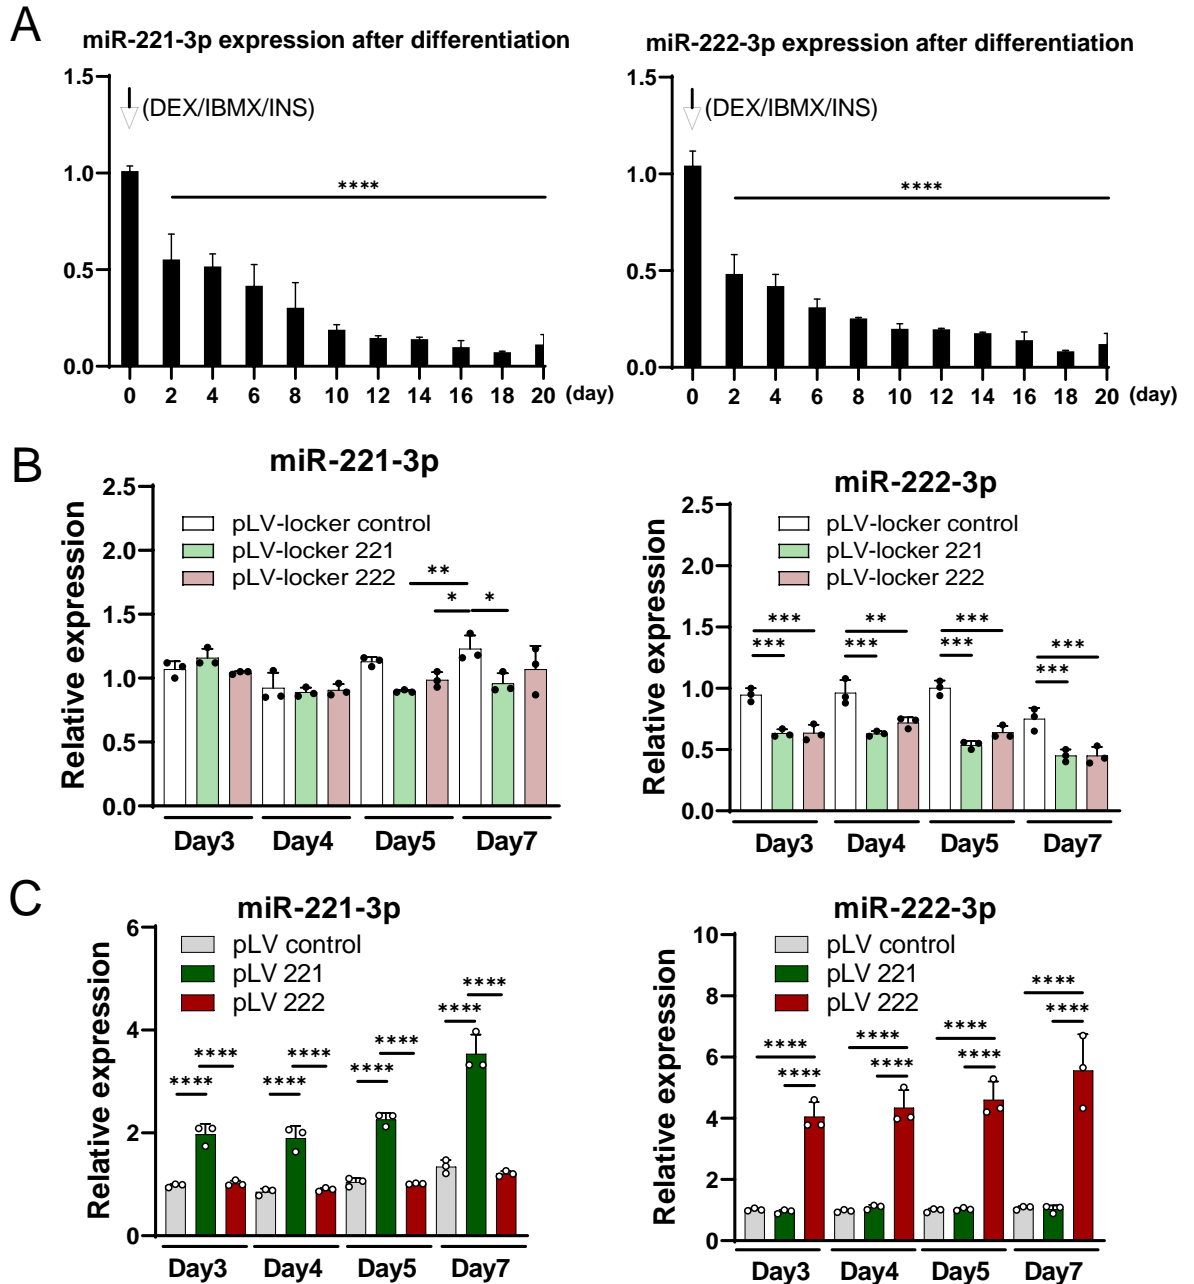 A
miR-221-3p expression after differentiation
1.5
(DEX/IBMX/INS)
1.0
****
0.5
0.0
0 2 4 6 8 10 12 14 16 18 20 (day)
miR-222-3p expression after differentiation
1.5
(DEX/IBMX/INS)
1.0
****
0.5
0.0
0 2 4 6 8 10 12 14 16 18 20 (day)
B
miR-221-3p
Relative expression
2.5
2.0
1.5
1.0
0.5
0.0
pLV-locker control
pLV-locker 221
pLV-locker 222
**
* *
Day3 Day4 Day5 Day7
miR-222-3p
Relative expression
2.5
2.0
1.5
1.0
0.5
0.0
pLV-locker control
pLV-locker 221
pLV-locker 222
*** ** *** ***
*** *** *** ***
Day3 Day4 Day5 Day7
C
miR-221-3p
Relative expression
6
4
2
0
pLV control
pLV 221
pLV 222
**** **** **** ****
**** **** **** ****
Day3 Day4 Day5 Day7
miR-222-3p
Relative expression
10
8
6
4
2
0
pLV control
pLV 221
pLV 222
**** **** **** ****
**** **** **** ****
Day3 Day4 Day5 Day7